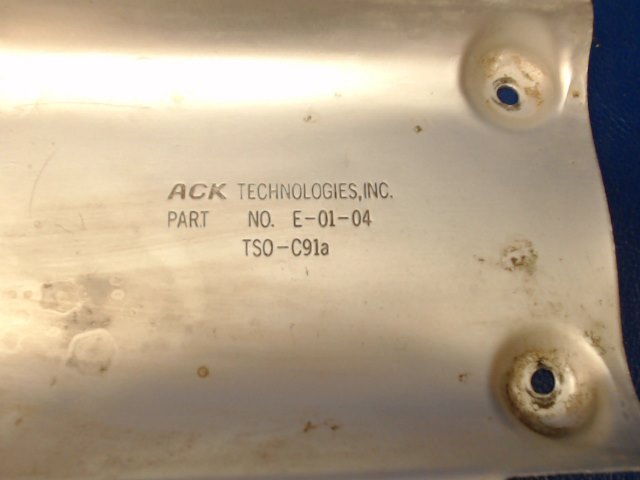 ACK TECHNOLOGIES,INC.
PART NO. E-01-04
TSO-C91a